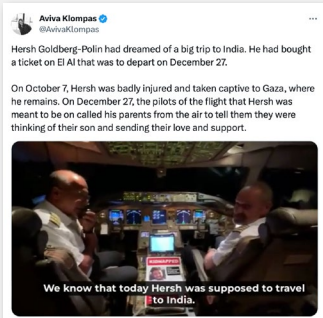 Aviva Klompas
@AvivaKlompas
Hersh Goldberg-Polin had dreamed of a big trip to India. He had bought
a ticket on El Al that was to depart on December 27.
On October 7, Hersh was badly injured and taken captive to Gaza, where
he remains. On December 27, the pilots of the flight that Hersh was
meant to be on called his parents from the air to tell them they were
thinking of their son and sending their love and support.
KIDNAPPED
We know that today Hersh was supposed to travel
to India.